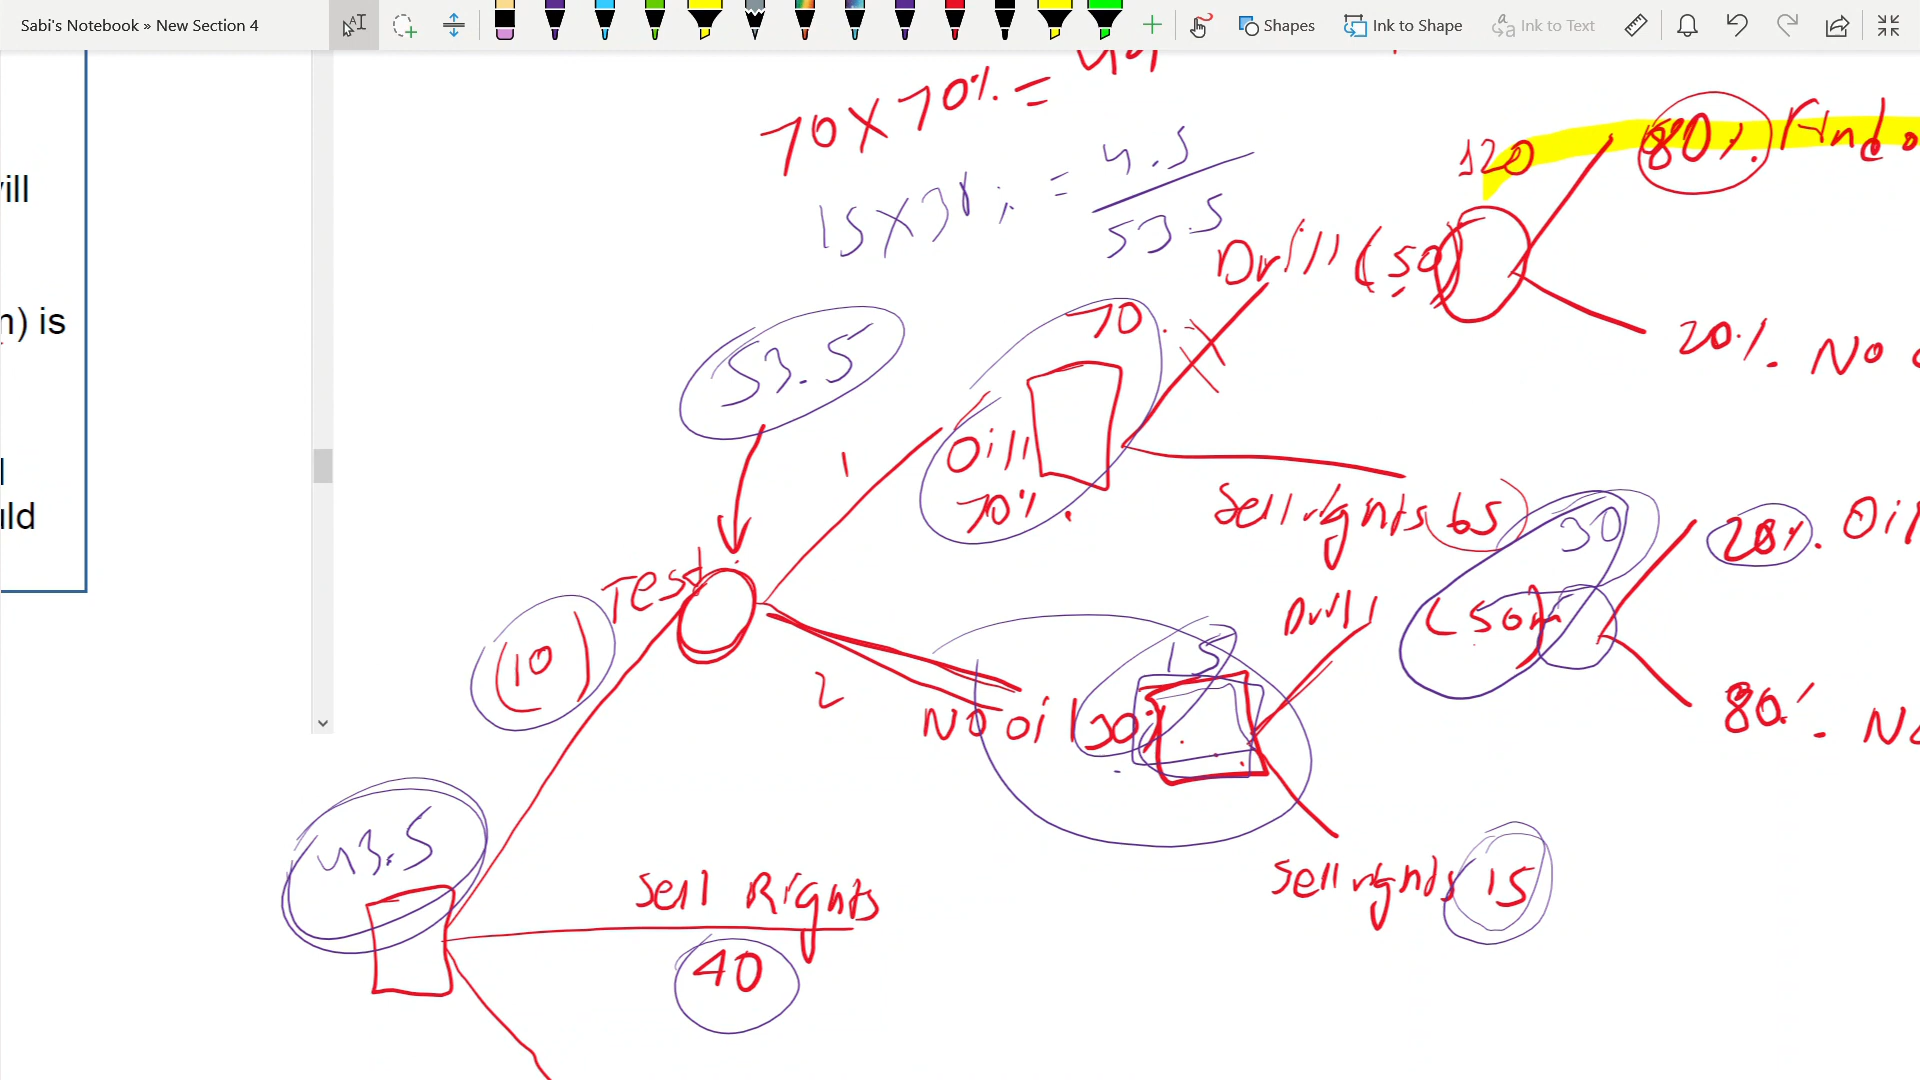 Sabi's Notebook » New Section 4
Shapes
Ink to Shape
Ink to Text
ill
n) is
uld
70 X 70% =
15 X 30% = 4.5
53.5
120
80%. Find
Drill (50)
20%. No
53.5
70.
Oill
70%.
1
Sell rights 65
30
20%. Oil
Test
(10)
Drill
(50m)
15
2
No oil 30%
80%. No
43.5
Sell Rights
40
Sell rights 15